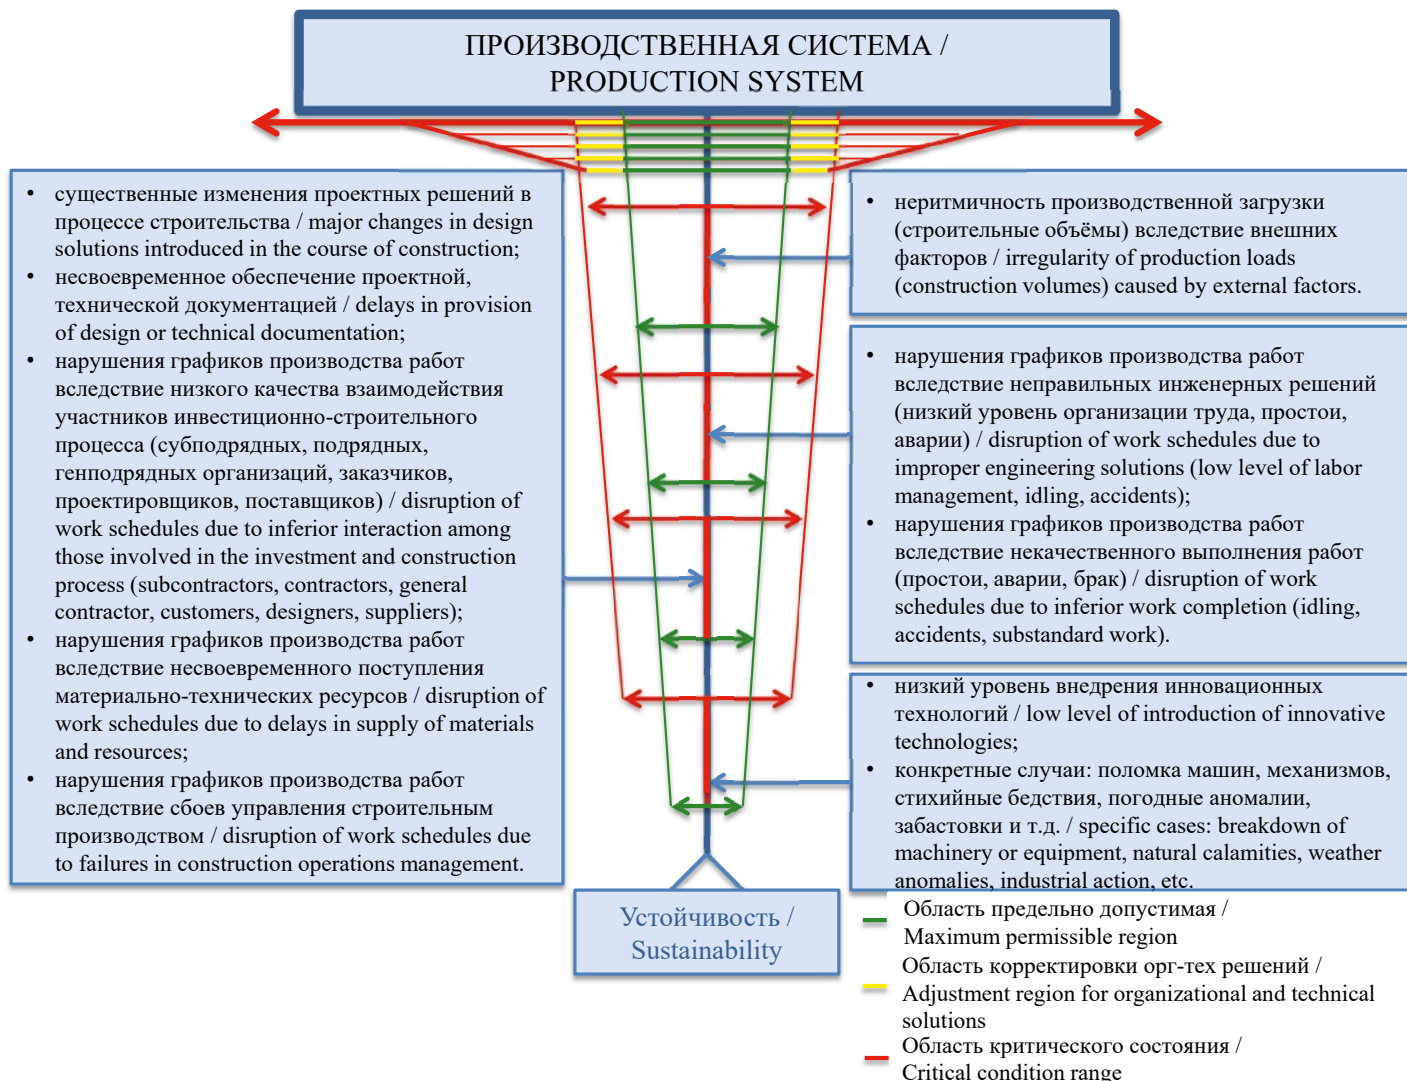 ПРОИЗВОДСТВЕННАЯ СИСТЕМА /
PRODUCTION SYSTEM
• существенные изменения проектных решений в
процессе строительства / major changes in design
solutions introduced in the course of construction;
• несвоевременное обеспечение проектной,
технической документацией / delays in provision
of design or technical documentation;
• нарушения графиков производства работ
вследствие низкого качества взаимодействия
участников инвестиционно-строительного
процесса (субподрядных, подрядных,
генподрядных организаций, заказчиков,
проектировщиков, поставщиков) / disruption of
work schedules due to inferior interaction among
those involved in the investment and construction
process (subcontractors, contractors, general
contractor, customers, designers, suppliers);
• нарушения графиков производства работ
вследствие несвоевременного поступления
материально-технических ресурсов / disruption of
work schedules due to delays in supply of materials
and resources;
• нарушения графиков производства работ
вследствие сбоев управления строительным
производством / disruption of work schedules due
to failures in construction operations management.
• неритмичность производственной загрузки
(строительные объёмы) вследствие внешних
факторов / irregularity of production loads
(construction volumes) caused by external factors.
• нарушения графиков производства работ
вследствие неправильных инженерных решений
(низкий уровень организации труда, простои,
аварии) / disruption of work schedules due to
improper engineering solutions (low level of labor
management, idling, accidents);
• нарушения графиков производства работ
вследствие некачественного выполнения работ
(простои, аварии, брак) / disruption of work
schedules due to inferior work completion (idling,
accidents, substandard work).
• низкий уровень внедрения инновационных
технологий / low level of introduction of innovative
technologies;
• конкретные случаи: поломка машин, механизмов,
стихийные бедствия, погодные аномалии,
забастовки и т.д. / specific cases: breakdown of
machinery or equipment, natural calamities, weather
anomalies, industrial action, etc.
Устойчивость /
Sustainability
Область предельно допустимая /
Maximum permissible region
Область корректировки орг-тех решений /
Adjustment region for organizational and technical
solutions
Область критического состояния /
Critical condition range